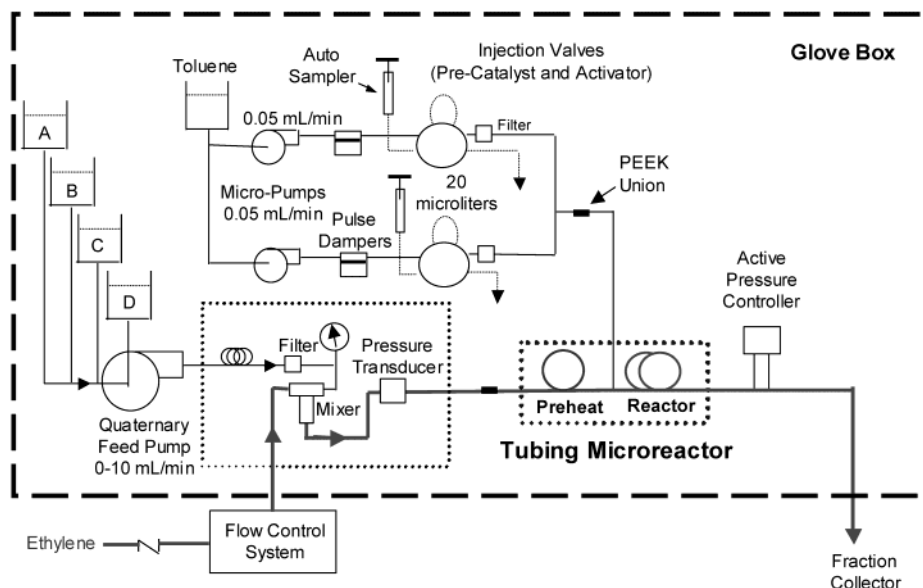 Glove Box
Auto
Sampler
Injection Valves
(Pre-Catalyst and Activator)
Toluene
0.05 mL/min
Filter
A
B
C
D
Micro-Pumps
0.05 mL/min
Pulse
Dampers
20
microliters
PEEK
Union
Active
Pressure
Controller
Filter
Pressure
Transducer
Mixer
Quaternary
Feed Pump
0-10 mL/min
Preheat
Reactor
Tubing Microreactor
Ethylene
Flow Control
System
Fraction
Collector